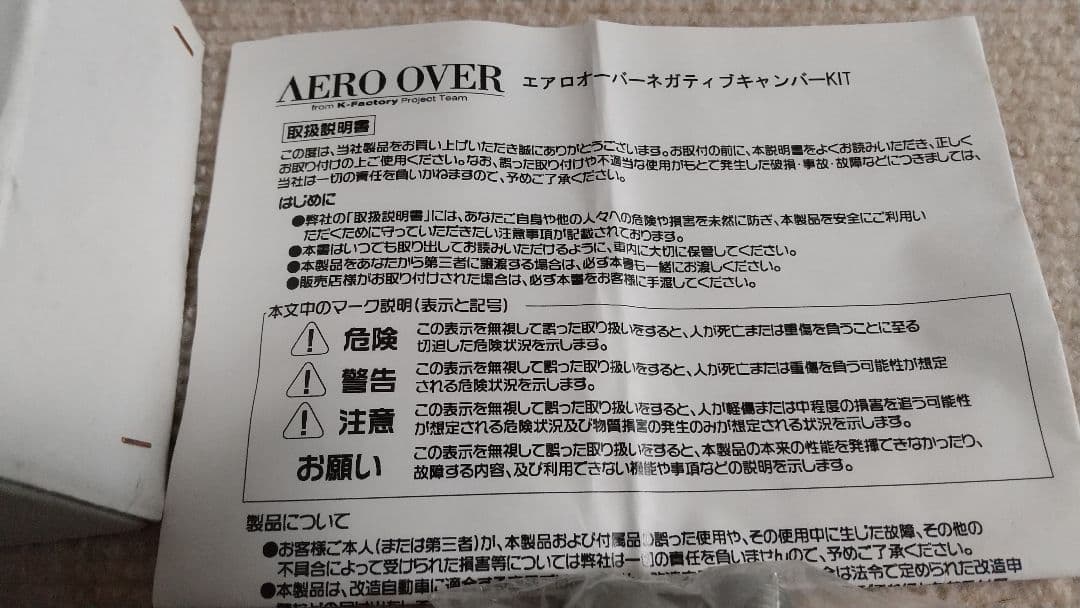 AERO OVER エアロオーバーネガティブキャンバーKIT
from K-Factory Project Team
取扱説明書
この度は、当社製品をお買い上げいただき誠にありがとうございます。お取付の前に、本説明書をよくお読みいただき、正しく
お取り付けの上ご使用ください。なお、誤った取り付けや不適当な使用がもとで発生した破損・事故・故障などにつきましては、
当社は一切の責任を負いかねますので、予めご了承ください。
はじめに
●弊社の「取扱説明書」には、あなたご自身や他の人々への危険や損害を未然に防ぎ、本製品を安全にご利用い
ただくために守っていただきたい注意事項が記載されております。
●本書はいつでも取り出してお読みいただけるように、車内に大切に保管してください。
●本製品をあなたから第三者に譲渡する場合は、必ず本書も一緒にお渡しください。
●販売店様がお取り付けされた場合は、必ず本書をお客様に手渡してください。
本文中のマーク説明(表示と記号)
危険 この表示を無視して誤った取り扱いをすると、人が死亡または重傷を負うことに至る
切迫した危険状況を示します。
警告 この表示を無視して誤った取り扱いをすると、人が死亡または重傷を負う可能性が想定
される危険状況を示します。
注意 この表示を無視して誤った取り扱いをすると、人が軽傷または中程度の損害を追う可能性
が想定される危険状況及び物質損害の発生のみが想定される状況を示します。
お願い この表示を無視して誤った取り扱いをすると、本製品の本来の性能を発揮できなかったり、
故障する内容、及び利用できない機能や事項などの説明を示します。
製品について
●お客様ご本人(または第三者)が、本製品および付属品の誤った使用や、その使用中に生じた故障、その他の
不具合によって受けられた損害等については弊社は一切の責任を負いませんので、予めご了承ください。
●本製品は、改造自動車に適合する は法令で定められた改造申